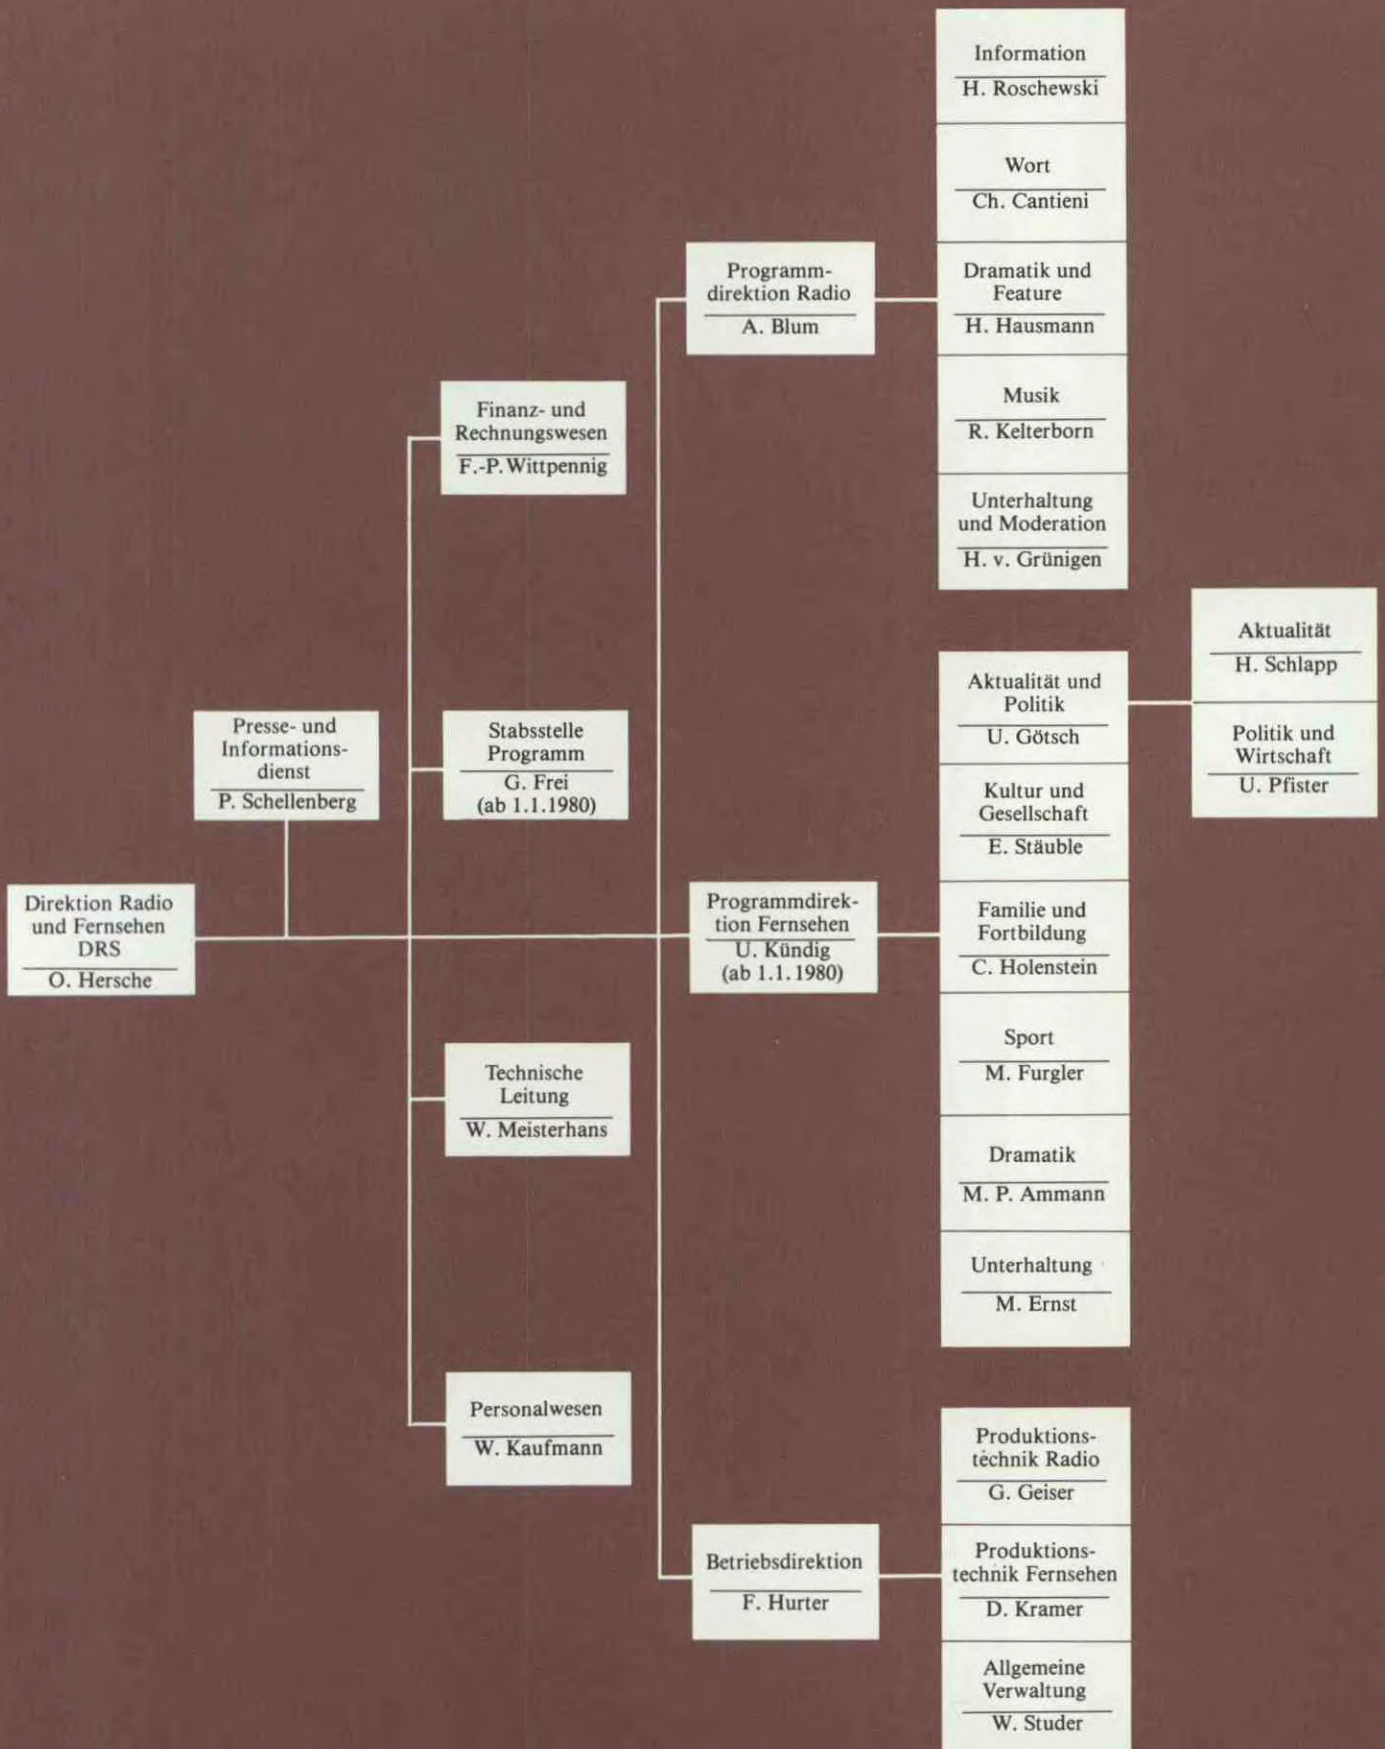 Direktion Radio
und Fernsehen
DRS
O. Hersche
Presse- und
Informations-
dienst
P. Schellenberg
Finanz- und
Rechnungswesen
F.-P. Wittpennig
Stabsstelle
Programm
G. Frei
(ab 1.1.1980)
Technische
Leitung
W. Meisterhans
Personalwesen
W. Kaufmann
Programm-
direktion Radio
A. Blum
Information
H. Roschewski
Wort
Ch. Cantieni
Dramatik und
Feature
H. Hausmann
Musik
R. Kelterborn
Unterhaltung
und Moderation
H. v. Grünigen
Programmdirek-
tion Fernsehen
U. Kündig
(ab 1.1.1980)
Aktualität und
Politik
U. Götsch
Aktualität
H. Schlapp
Politik und
Wirtschaft
U. Pfister
Kultur und
Gesellschaft
E. Stäuble
Familie und
Fortbildung
C. Holenstein
Sport
M. Furgler
Dramatik
M. P. Ammann
Unterhaltung
M. Ernst
Betriebsdirektion
F. Hurter
Produktions-
technik Radio
G. Geiser
Produktions-
technik Fernsehen
D. Kramer
Allgemeine
Verwaltung
W. Studer